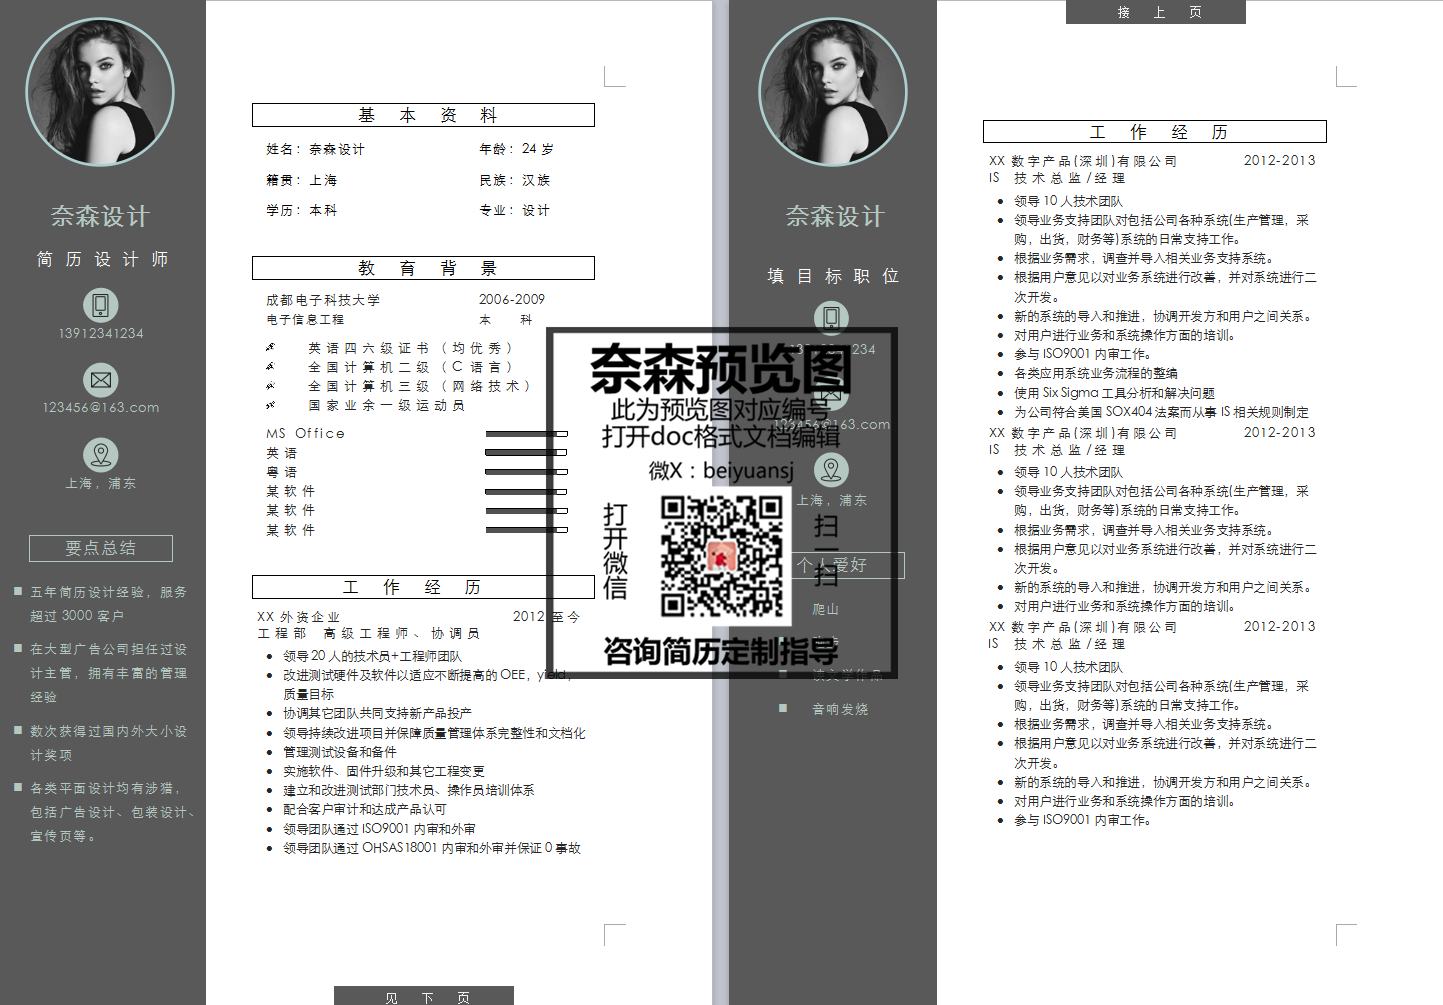 奈森设计
简历设计师
13912341234
123456@163.com
上海，浦东
要点总结
五年简历设计经验，服务
超过 3000 客户
在大型广告公司担任过设
计主管，拥有丰富的管理
经验
数次获得过国内外大小设
计奖项
各类平面设计均有涉猎，
包括广告设计、包装设计、
宣传页等。
基本资料
姓名：奈森设计 年龄：24 岁
籍贯：上海 民族：汉族
学历：本科 专业：设计
教育背景
成都电子科技大学 2006-2009
电子信息工程 本 科
英语四六级证书（均优秀）
全国计算机二级（C 语言）
全国计算机三级（网络技术）
国家业余一级运动员
MS Office
英语
粤语
某软件
某软件
某软件
工作经历
XX 外资企业 2012 至今
工程部 高级工程师、协调员
领导 20 人的技术员+工程师团队
改进测试硬件及软件以适应不断提高的 OEE，yield，
质量目标
协调其它团队共同支持新产品投产
领导持续改进项目并保障质量管理体系完整性和文档化
管理测试设备和备件
实施软件、固件升级和其它工程变更
建立和改进测试部门技术员、操作员培训体系
配合客户审计和达成产品认可
领导团队通过 ISO9001 内审和外审
领导团队通过 OHSAS18001 内审和外审并保证 0 事故
见下页
奈森预览图
此为预览图对应编号
打开doc格式文档编辑
微X：beiyuansj
打开微信
扫一扫
咨询简历定制指导
接上页
奈森设计
填目标职位
123456@163.com
上海，浦东
个人爱好
爬山
读文学作品
音响发烧
工作经历
XX 数字产品(深圳)有限公司 2012-2013
IS 技术总监/经理
领导 10 人技术团队
领导业务支持团队对包括公司各种系统(生产管理，采
购，出货，财务等)系统的日常支持工作。
根据业务需求，调查并导入相关业务支持系统。
根据用户意见以对业务系统进行改善，并对系统进行二
次开发。
新的系统的导入和推进，协调开发方和用户之间关系。
对用户进行业务和系统操作方面的培训。
参与 ISO9001 内审工作。
各类应用系统业务流程的整编
使用 Six Sigma 工具分析和解决问题
为公司符合美国 SOX404 法案而从事 IS 相关规则制定
XX 数字产品(深圳)有限公司 2012-2013
IS 技术总监/经理
领导 10 人技术团队
领导业务支持团队对包括公司各种系统(生产管理，采
购，出货，财务等)系统的日常支持工作。
根据业务需求，调查并导入相关业务支持系统。
根据用户意见以对业务系统进行改善，并对系统进行二
次开发。
新的系统的导入和推进，协调开发方和用户之间关系。
对用户进行业务和系统操作方面的培训。
XX 数字产品(深圳)有限公司 2012-2013
IS 技术总监/经理
领导 10 人技术团队
领导业务支持团队对包括公司各种系统(生产管理，采
购，出货，财务等)系统的日常支持工作。
根据业务需求，调查并导入相关业务支持系统。
根据用户意见以对业务系统进行改善，并对系统进行二
次开发。
新的系统的导入和推进，协调开发方和用户之间关系。
对用户进行业务和系统操作方面的培训。
参与 ISO9001 内审工作。